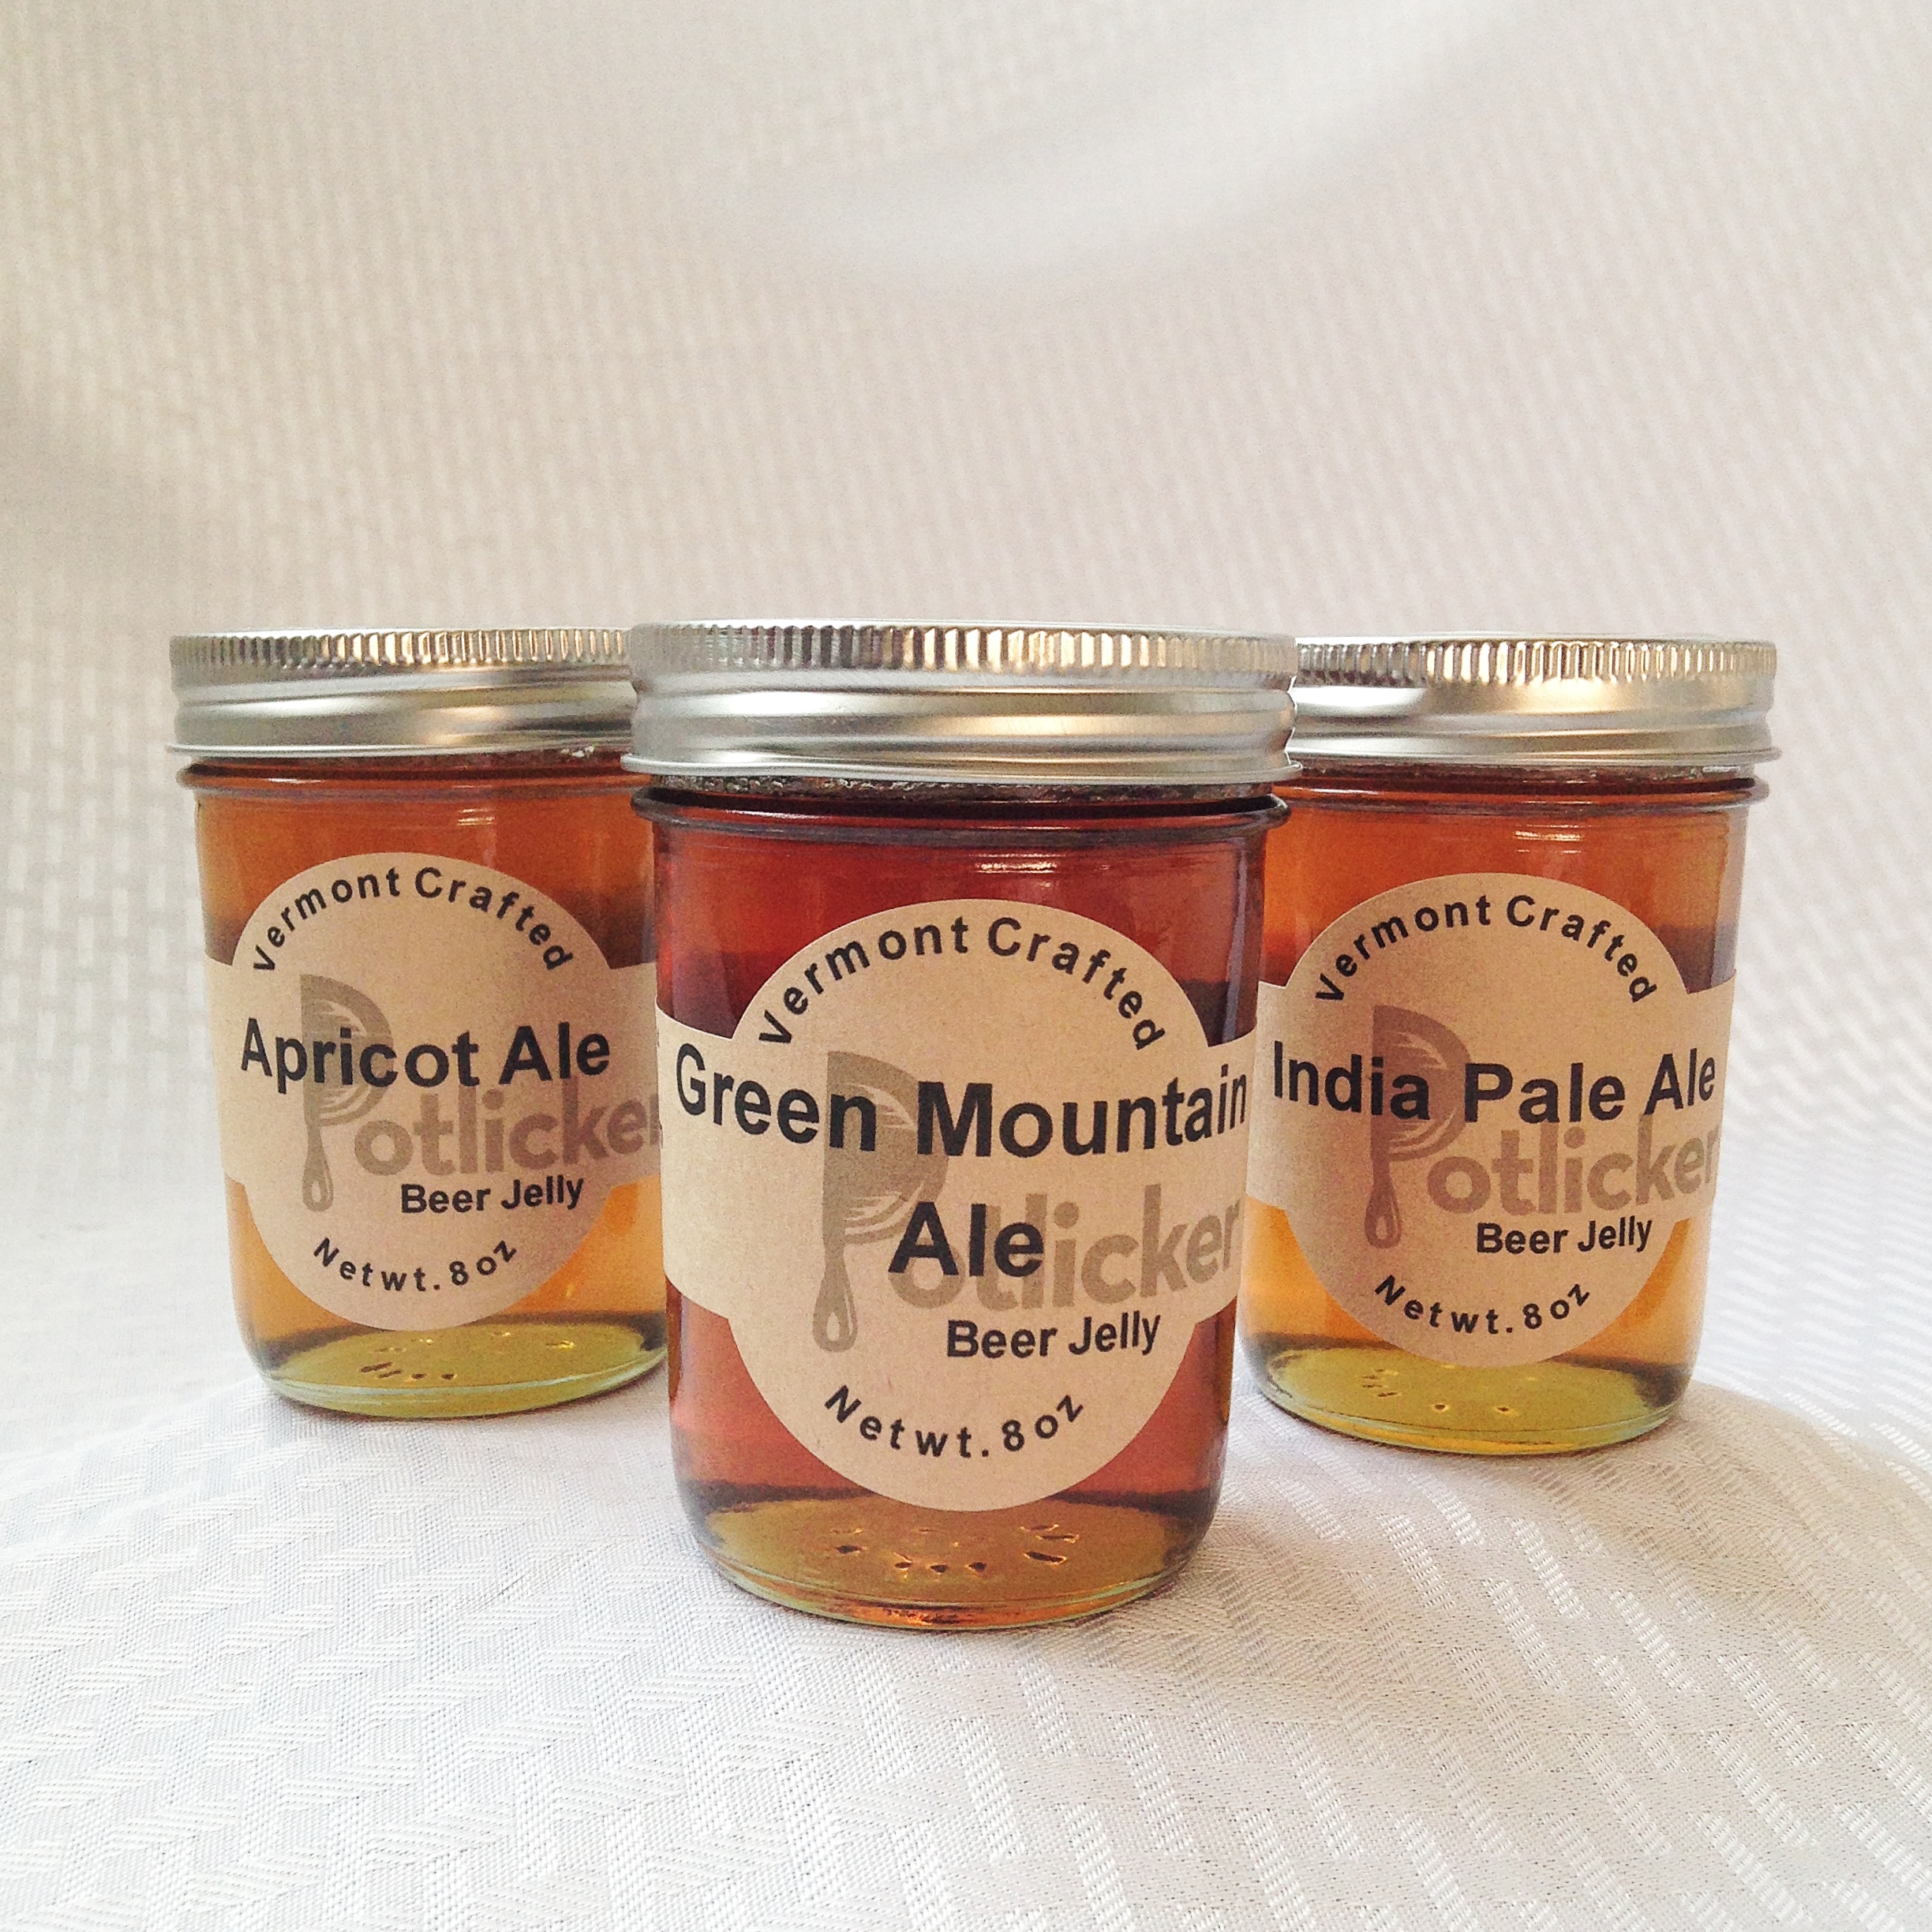 Vermont Crafted
Apricot Ale
Potlicker
Beer Jelly
Netwt. 8oz
Vermont Crafted
Green Mountain
Ale
Potlicker
Beer Jelly
Netwt. 8oz
Vermont Crafted
India Pale Ale
Potlicker
Beer Jelly
Netwt. 8oz